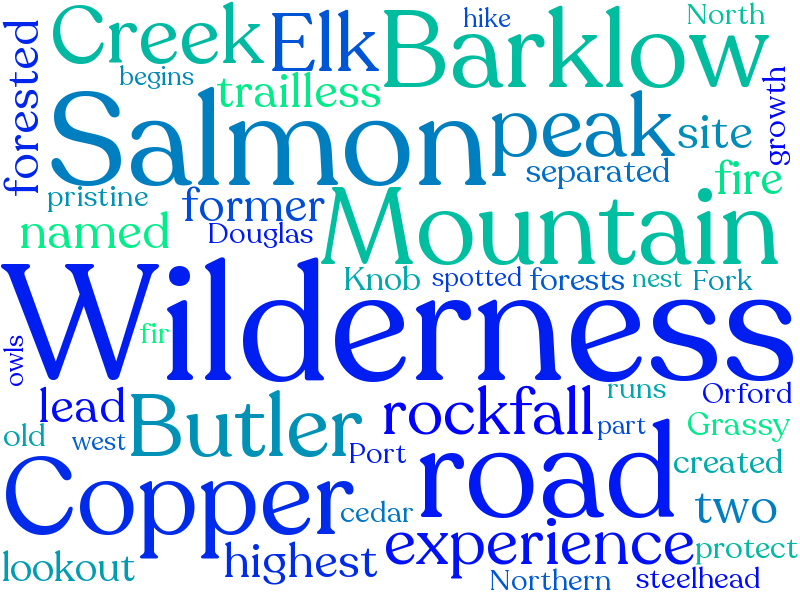 Creek
Elk
hike
Barklow
North
forested
begins
trailless
growth
Salmon
peak
site
separated
fire
pristine
former
named
Douglas
Mountain
Knob
spotted
forests
nest
Fork
Wilderness
fir
owls
lead
Butler
rockfall
runs
Orford
part
Grassy
old
west
Port
road
created
Copper
cedar
two
experience
protect
lookout
highest
Northern
steelhead